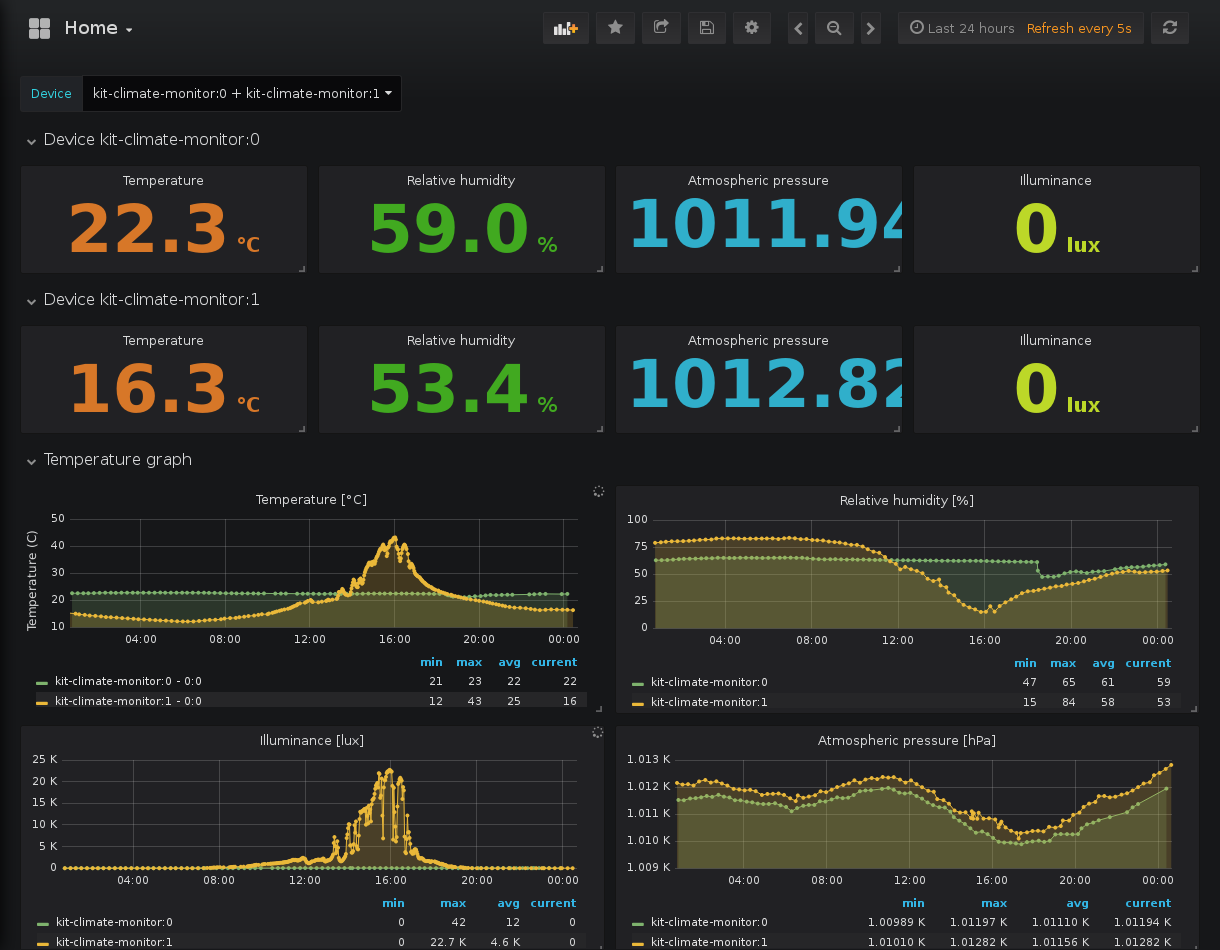 Home
Last 24 hours Refresh every 5s
Device kit-climate-monitor:0 + kit-climate-monitor:1
Device kit-climate-monitor:0
Temperature Relative humidity Atmospheric pressure Illuminance
22.3 °C 59.0 % 1011.94 0 lux
Device kit-climate-monitor:1
Temperature Relative humidity Atmospheric pressure Illuminance
16.3 °C 53.4 % 1012.82 0 lux
Temperature graph
Temperature [°C]
Temperature (C)
50
40
30
20
10
04:00 08:00 12:00 16:00 20:00 00:00
min max avg current
kit-climate-monitor:0 - 0:0 21 23 22 22
kit-climate-monitor:1 - 0:0 12 43 25 16
Relative humidity [%]
100
75
50
25
0
04:00 08:00 12:00 16:00 20:00 00:00
min max avg current
kit-climate-monitor:0 47 65 61 59
kit-climate-monitor:1 15 84 58 53
Illuminance [lux]
25 K
20 K
15 K
10 K
5 K
0
04:00 08:00 12:00 16:00 20:00 00:00
min max avg current
kit-climate-monitor:0 0 42 12 0
kit-climate-monitor:1 0 22.7 K 4.6 K 0
Atmospheric pressure [hPa]
1.013 K
1.012 K
1.011 K
1.010 K
1.009 K
04:00 08:00 12:00 16:00 20:00 00:00
min max avg current
kit-climate-monitor:0 1.00989 K 1.01197 K 1.01110 K 1.01194 K
kit-climate-monitor:1 1.01010 K 1.01282 K 1.01156 K 1.01282 K